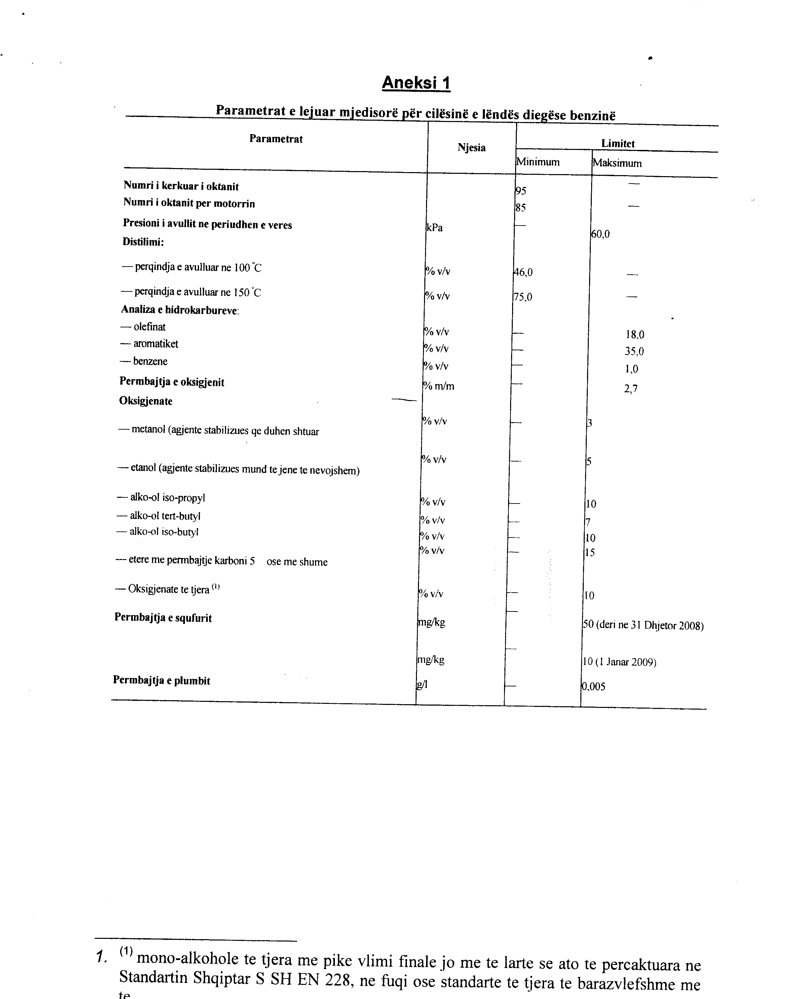 Aneksi 1
Parametrat e lejuar mjedisorë për cilësinë e lëndës diegëse benzinë
Parametrat Njesia Limitet
Minimum Maksimum
Numri i kerkuar i oktanit 95 —
Numri i oktanit per motorrin 85 —
Presioni i avullit ne periudhen e veres kPa — 60,0
Distilimi:
— perqindja e avulluar ne 100 °C % v/v 46,0 —
— perqindja e avulluar ne 150 °C % v/v 75,0 —
Analiza e hidrokarbureve:
— olefinat % v/v — 18,0
— aromatiket % v/v — 35,0
— benzene % v/v — 1,0
Permbajtja e oksigjenit % m/m — 2,7
Oksigjenate —
— metanol (agjente stabilizues qe duhen shtuar % v/v — 3
— etanol (agjente stabilizues mund te jene te nevojshem) % v/v — 5
— alko-ol iso-propyl % v/v — 10
— alko-ol tert-butyl % v/v — 7
— alko-ol iso-butyl % v/v — 10
— etere me permbajtje karboni 5 ose me shume % v/v — 15
— Oksigjenate te tjera (1) % v/v — 10
Permbajtja e squfurit mg/kg — 50 (deri ne 31 Dhjetor 2008)
mg/kg — 10 (1 Janar 2009)
Permbajtja e plumbit g/l — 0,005
1. (1) mono-alkohole te tjera me pike vlimi finale jo me te larte se ato te percaktuara ne
Standartin Shqiptar S SH EN 228, ne fuqi ose standarte te tjera te barazvlefshme me
te